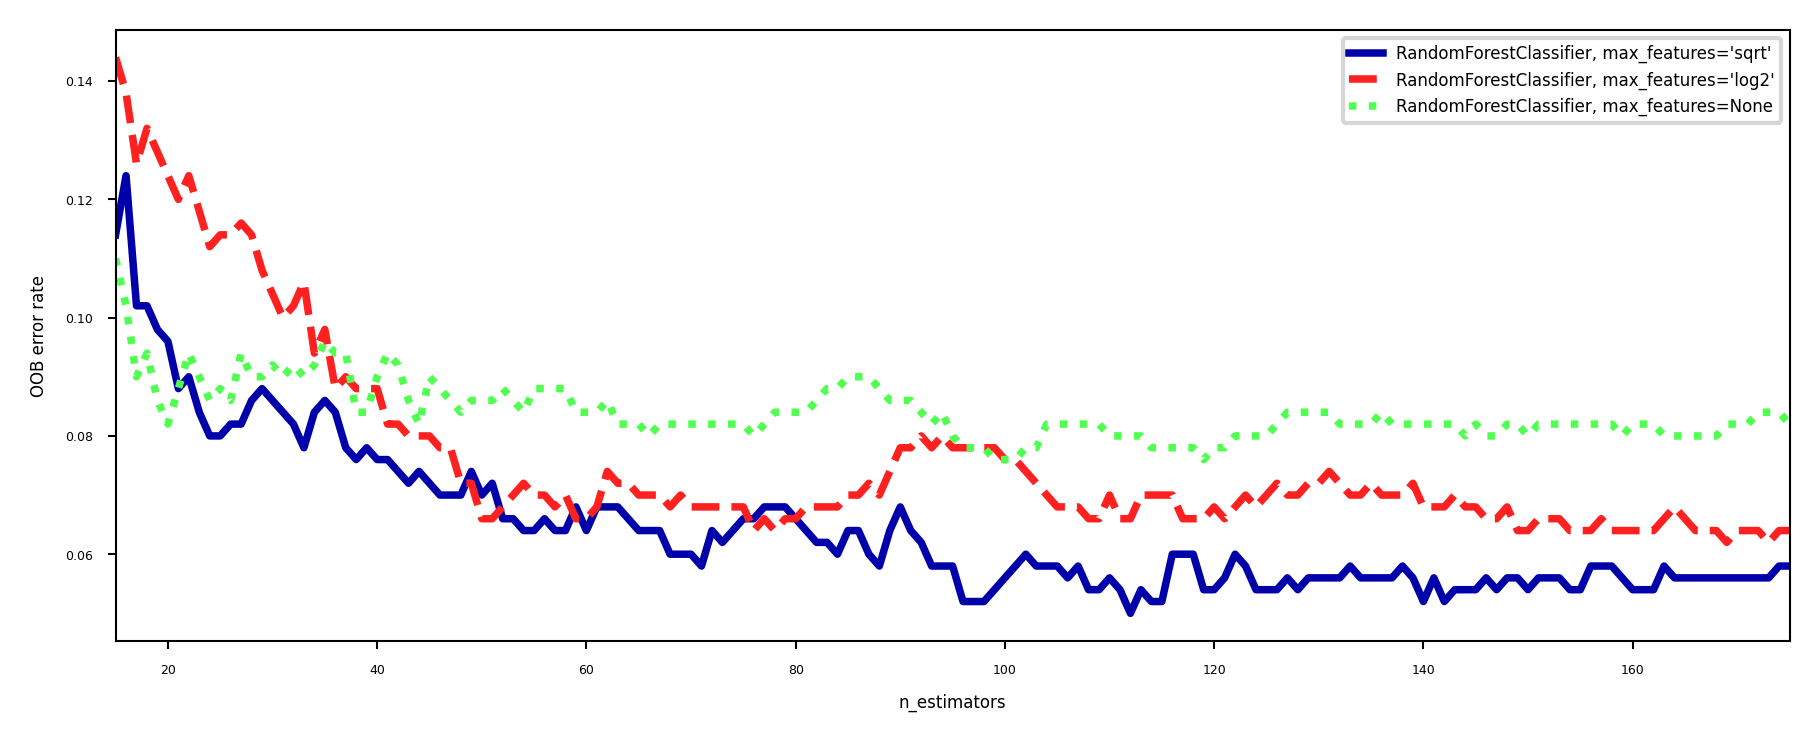 RandomForestClassifier, max_features='sqrt'
RandomForestClassifier, max_features='log2'
RandomForestClassifier, max_features=None
0.14
0.12
0.10
0.08
0.06
OOB error rate
20 40 60 80 100 120 140 160
n_estimators